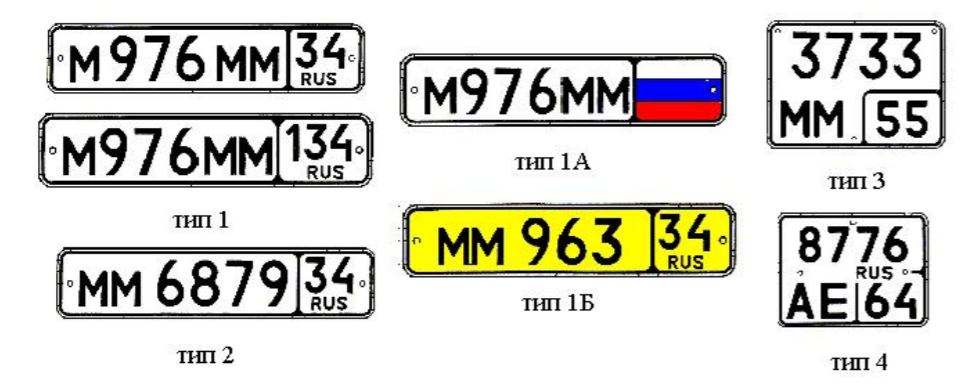 М976ММ 34
RUS
М976ММ 134
RUS
тип 1
ММ 6879 34
RUS
тип 2
М976ММ
тип 1А
ММ 963 34
RUS
тип 1Б
3733
ММ 55
тип 3
8776
RUS
АЕ 64
тип 4